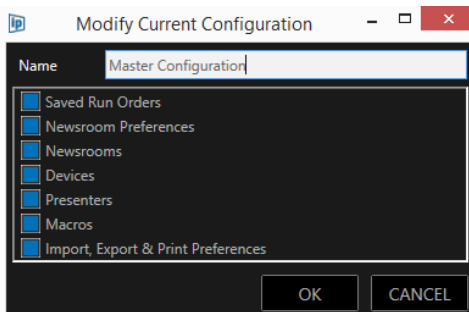 ip Modify Current Configuration
Name Master Configuration
Saved Run Orders
Newsroom Preferences
Newsrooms
Devices
Presenters
Macros
Import, Export & Print Preferences
OK CANCEL